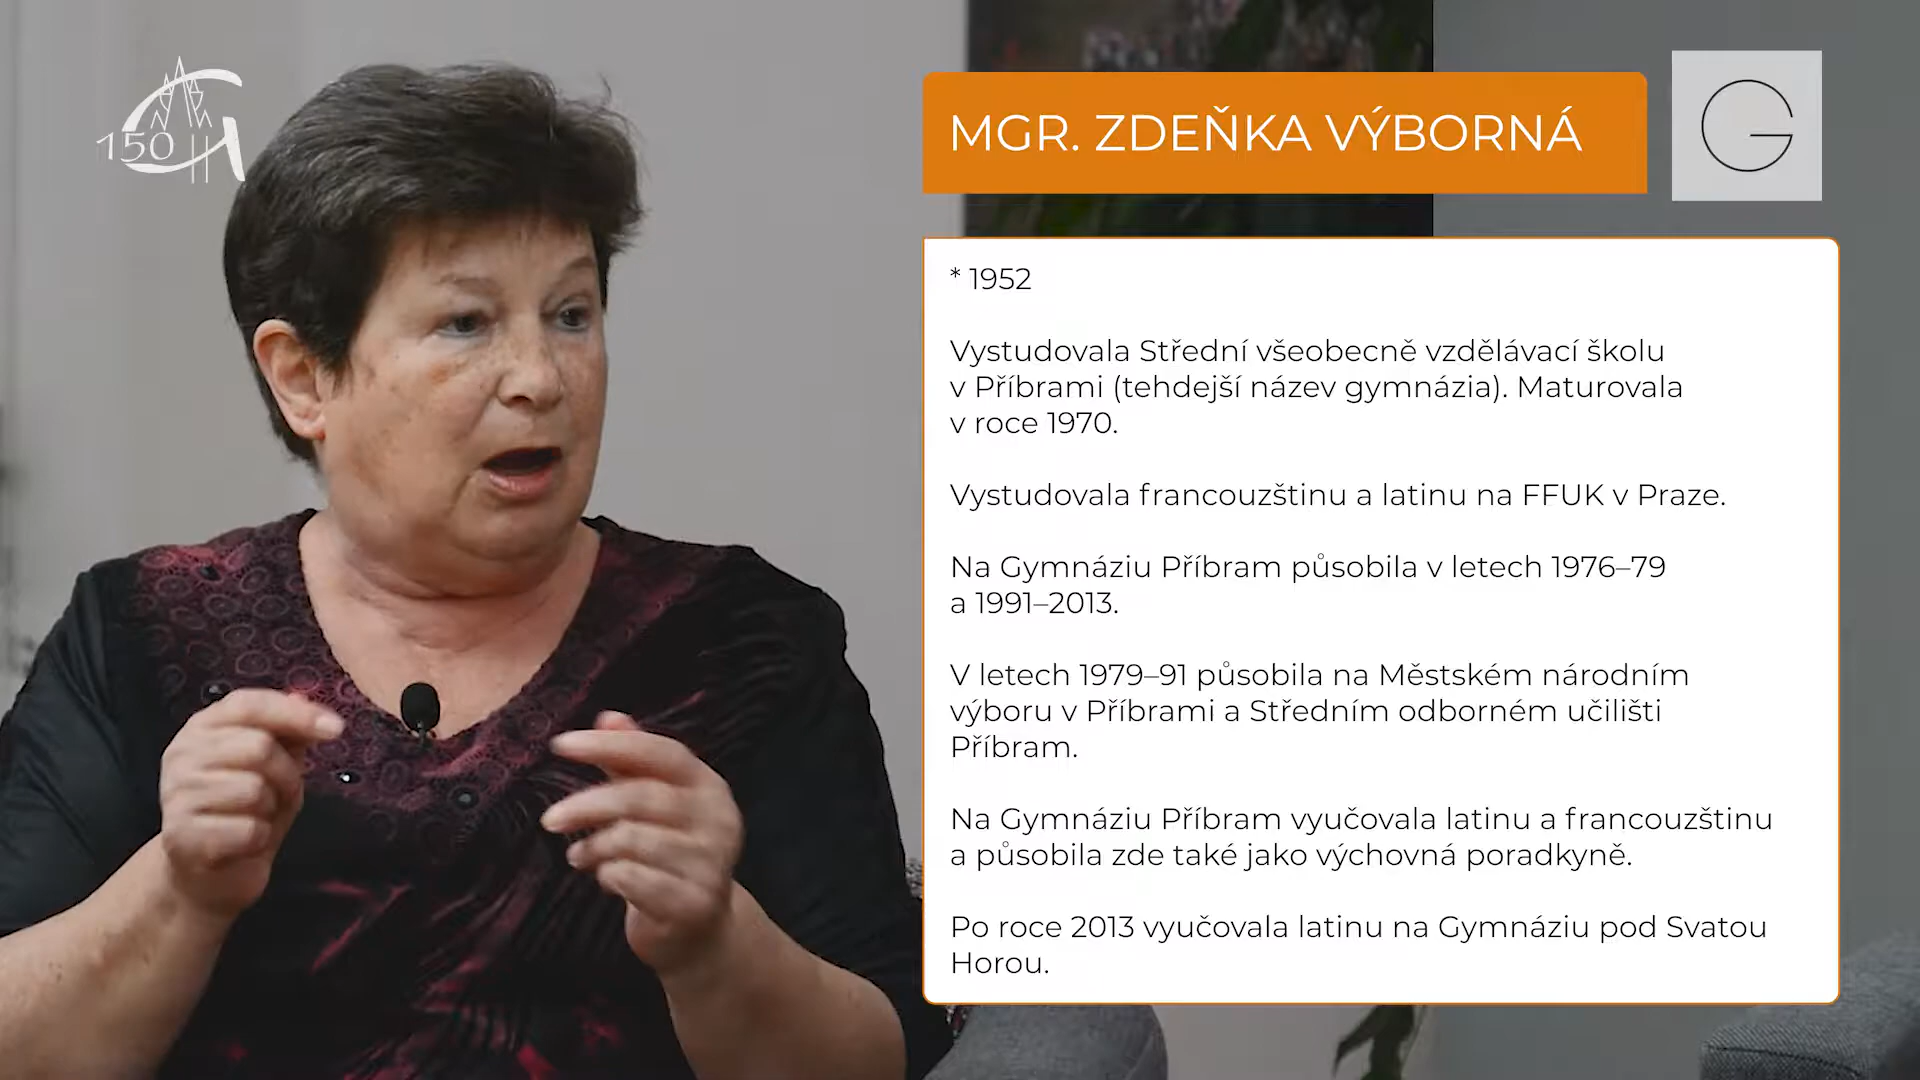 150
MGR. ZDEŇKA VÝBORNÁ
G
* 1952
Vystudovala Střední všeobecně vzdělávací školu
v Příbrami (tehdejší název gymnázia). Maturovala
v roce 1970.
Vystudovala francouzštinu a latinu na FFUK v Praze.
Na Gymnáziu Příbram působila v letech 1976–79
a 1991–2013.
V letech 1979–91 působila na Městském národním
výboru v Příbrami a Středním odborném učilišti
Příbram.
Na Gymnáziu Příbram vyučovala latinu a francouzštinu
a působila zde také jako výchovná poradkyně.
Po roce 2013 vyučovala latinu na Gymnáziu pod Svatou
Horou.